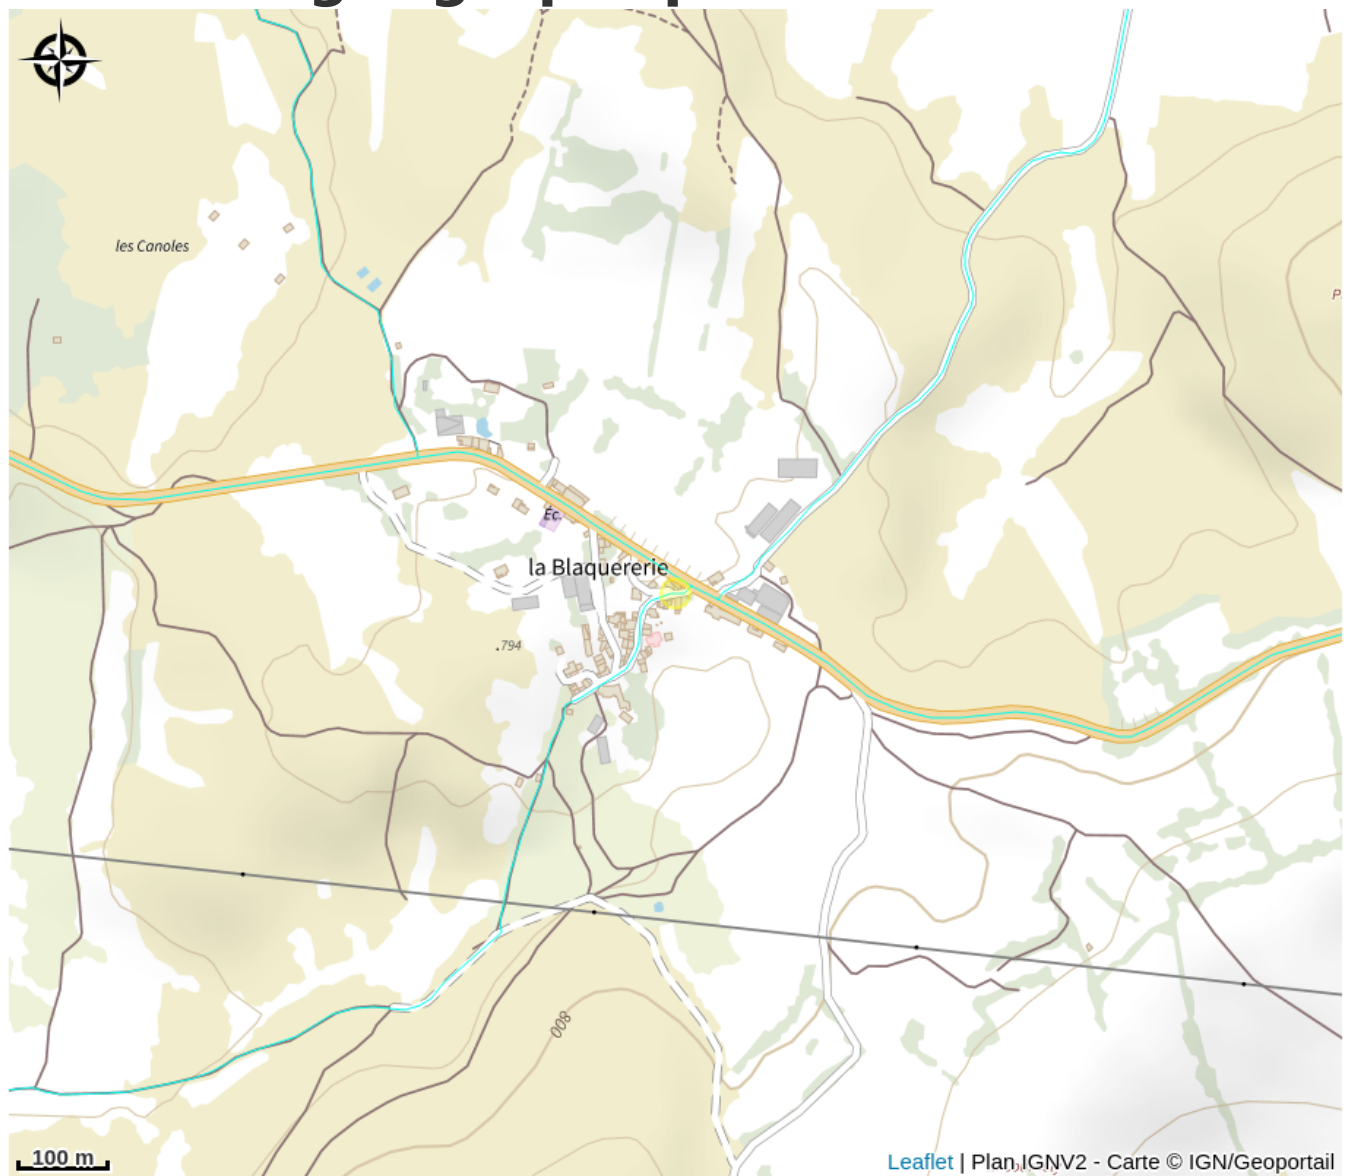 les Canoles
Éc.
la Blaquererie
.794
800
100 m
Leaflet | Plan IGNV2 - Carte © IGN/Geoportail